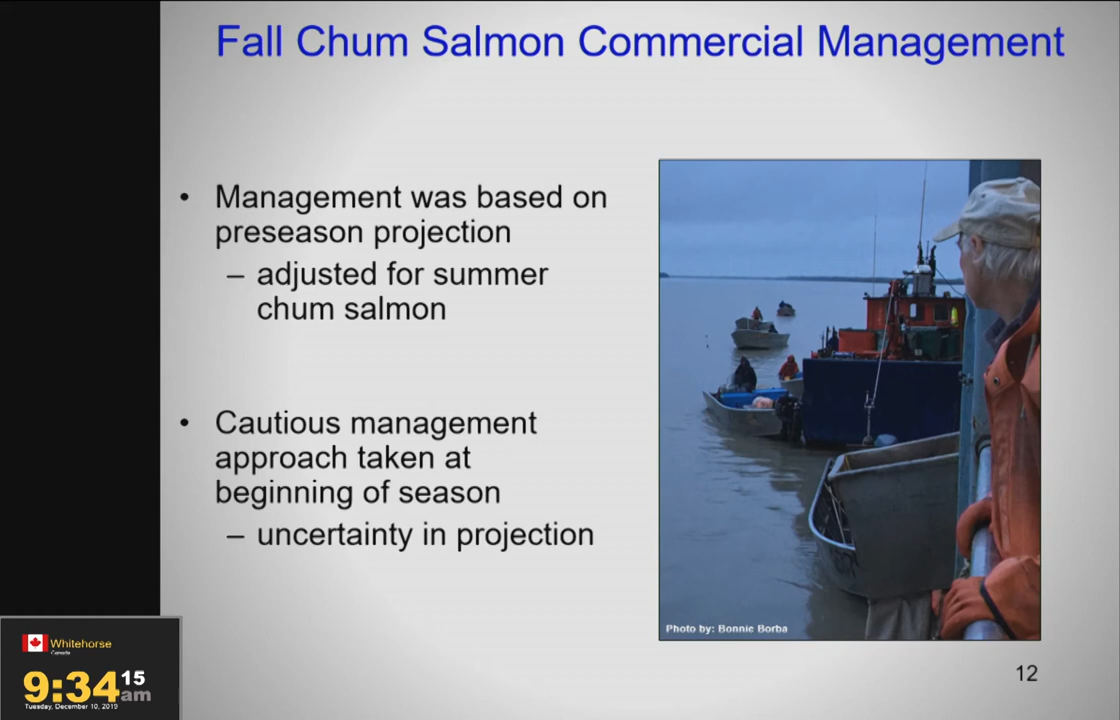 Fall Chum Salmon Commercial Management
• Management was based on
preseason projection
– adjusted for summer
chum salmon
• Cautious management
approach taken at
beginning of season
– uncertainty in projection
Photo by: Bonnie Borba
12
Whitehorse
Canada
9:34 15 am
Tuesday, December 10, 2019